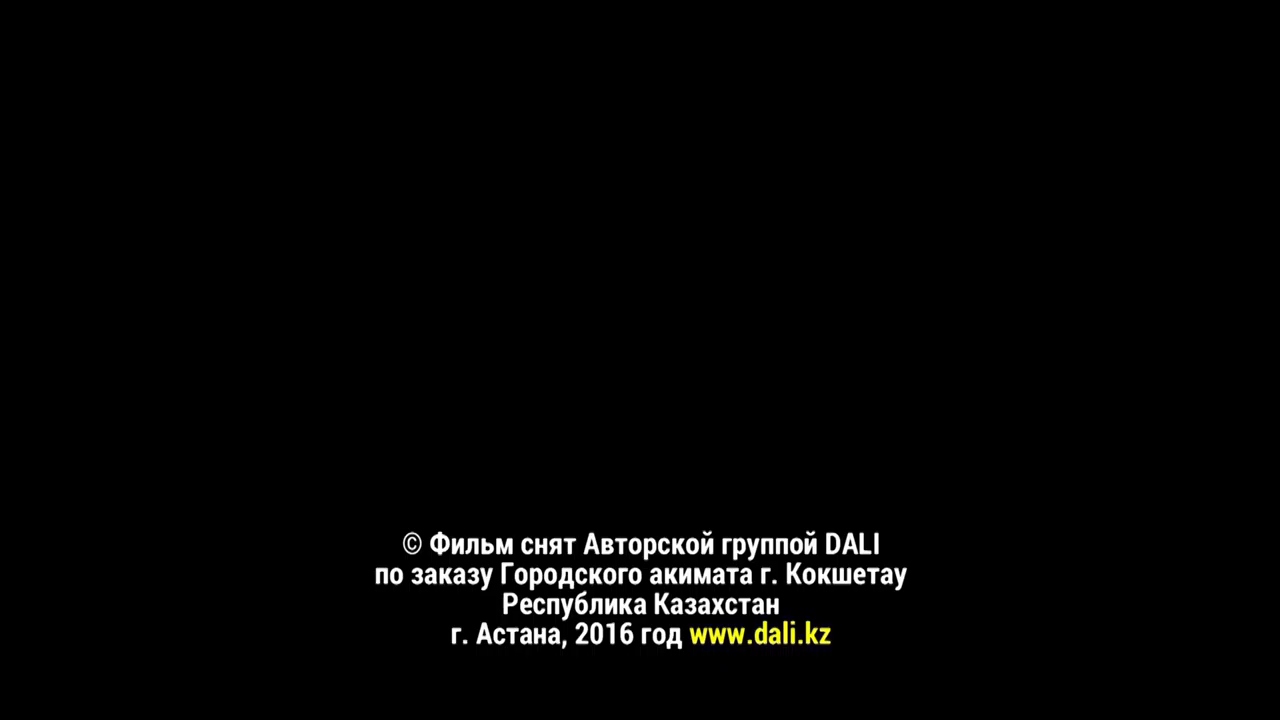 © Фильм снят Авторской группой DALI
по заказу Городского акимата г. Кокшетау
Республика Казахстан
г. Астана, 2016 год www.dali.kz